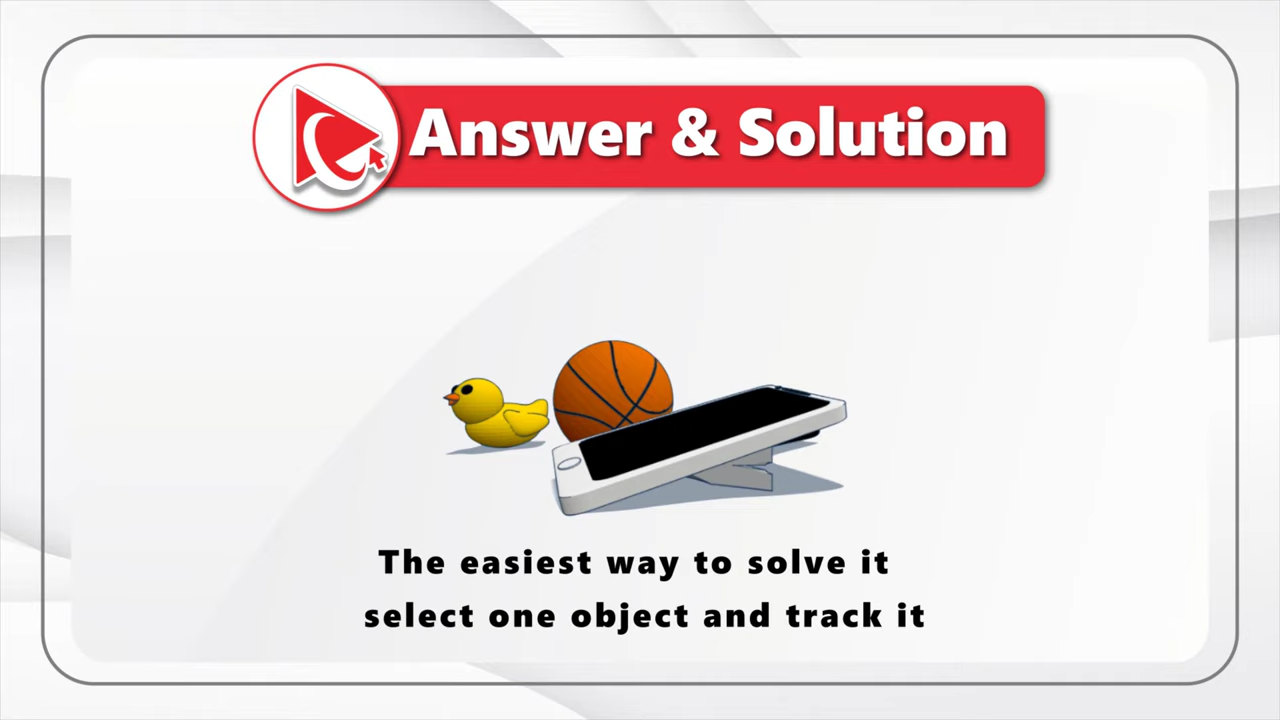 Answer & Solution
The easiest way to solve it
select one object and track it